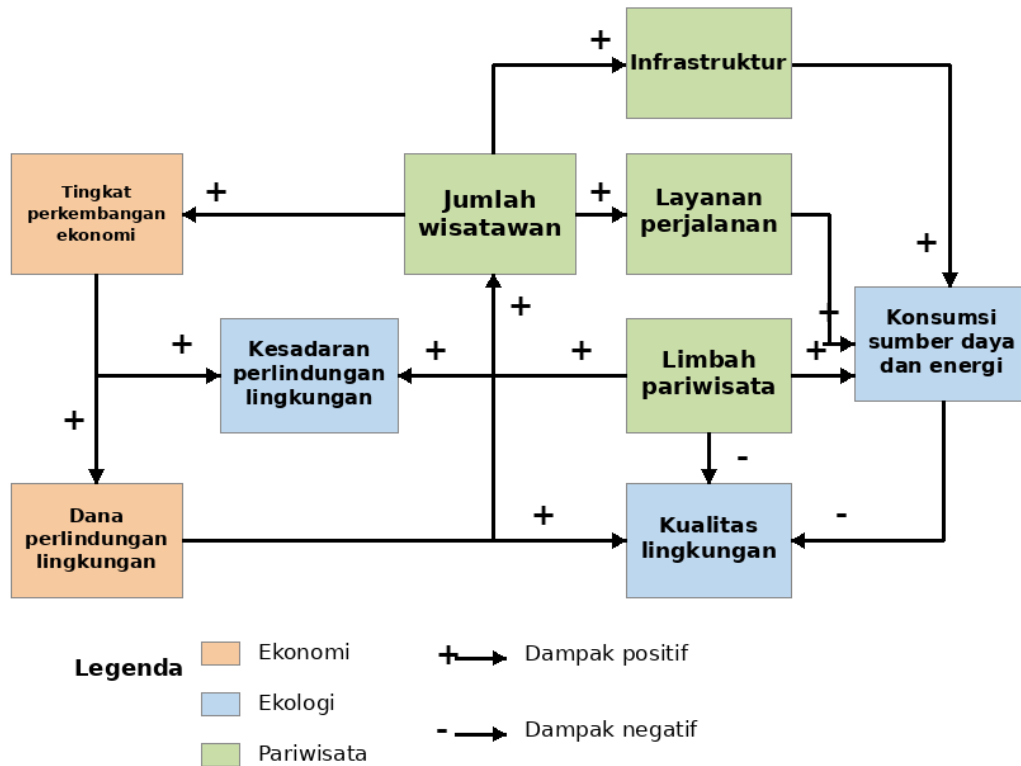 +
Infrastruktur
Tingkat
perkembangan
ekonomi
+
Jumlah
wisatawan
+
Layanan
perjalanan
+
+
+
Kesadaran
perlindungan
lingkungan
+
+
Limbah
pariwisata
+
+
Konsumsi
sumber daya
dan energi
+
-
Dana
perlindungan
lingkungan
+
Kualitas
lingkungan
-
Legenda
Ekonomi
Ekologi
Pariwisata
+
Dampak positif
-
Dampak negatif